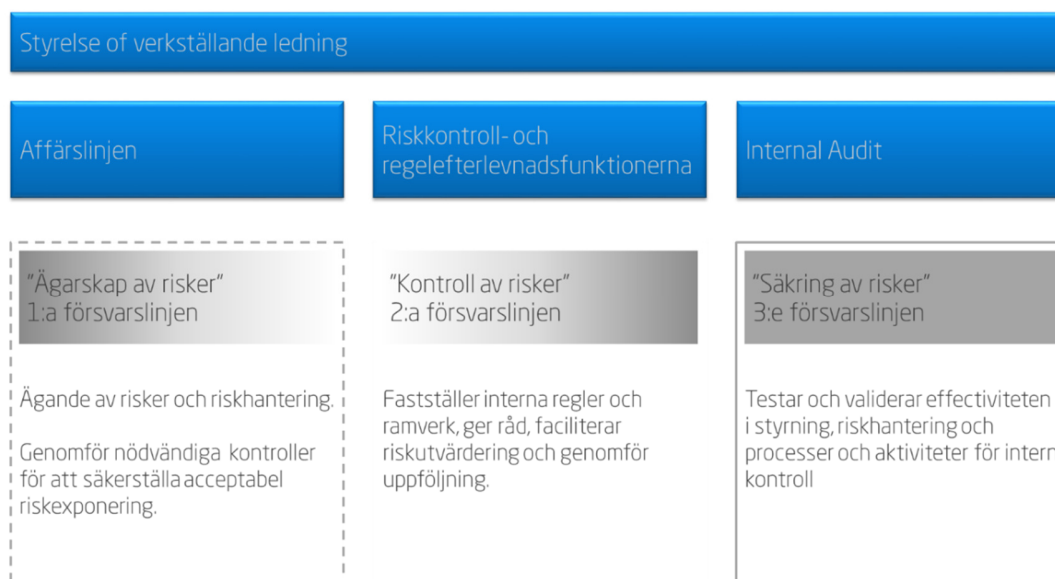 Styrelse of verkställande ledning
Affärslinjen
Riskkontroll- och
regelefterlevnadsfunktionerna
Internal Audit
"Ägarskap av risker"
1:a försvarslinjen
"Kontroll av risker"
2:a försvarslinjen
"Säkring av risker"
3:e försvarslinjen
Ägande av risker och riskhantering.
Genomför nödvändiga kontroller
för att säkerställa acceptabel
riskexponering.
Fastställer interna regler och
ramverk, ger råd, faciliterar
riskutvärdering och genomför
uppföljning.
Testar och validerar effectiviteten
i styrning, riskhantering och
processer och aktiviteter för intern
kontroll